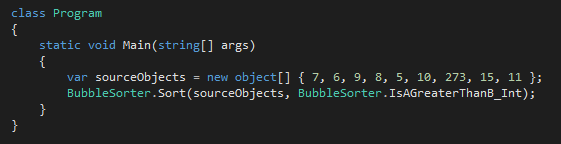 class Program
{
    static void Main(string[] args)
    {
        var sourceObjects = new object[] { 7, 6, 9, 8, 5, 10, 273, 15, 11 };
        BubbleSorter.Sort(sourceObjects, BubbleSorter.IsAGreaterThanB_Int);
    }
}